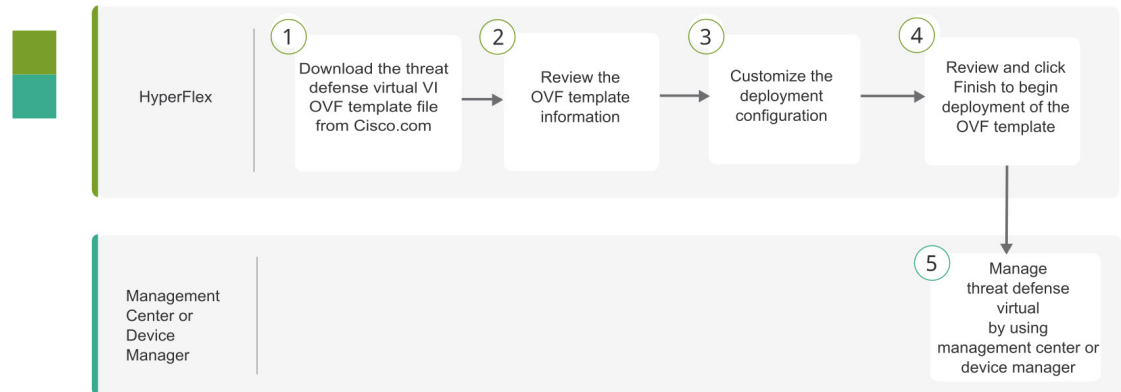 HyperFlex
1
Download the threat
defense virtual VI
OVF template file
from Cisco.com
2
Review the
OVF template
information
3
Customize the
deployment
configuration
4
Review and click
Finish to begin
deployment of the
OVF template
Management
Center or
Device
Manager
5
Manage
threat defense
virtual
by using
management center or
device manager